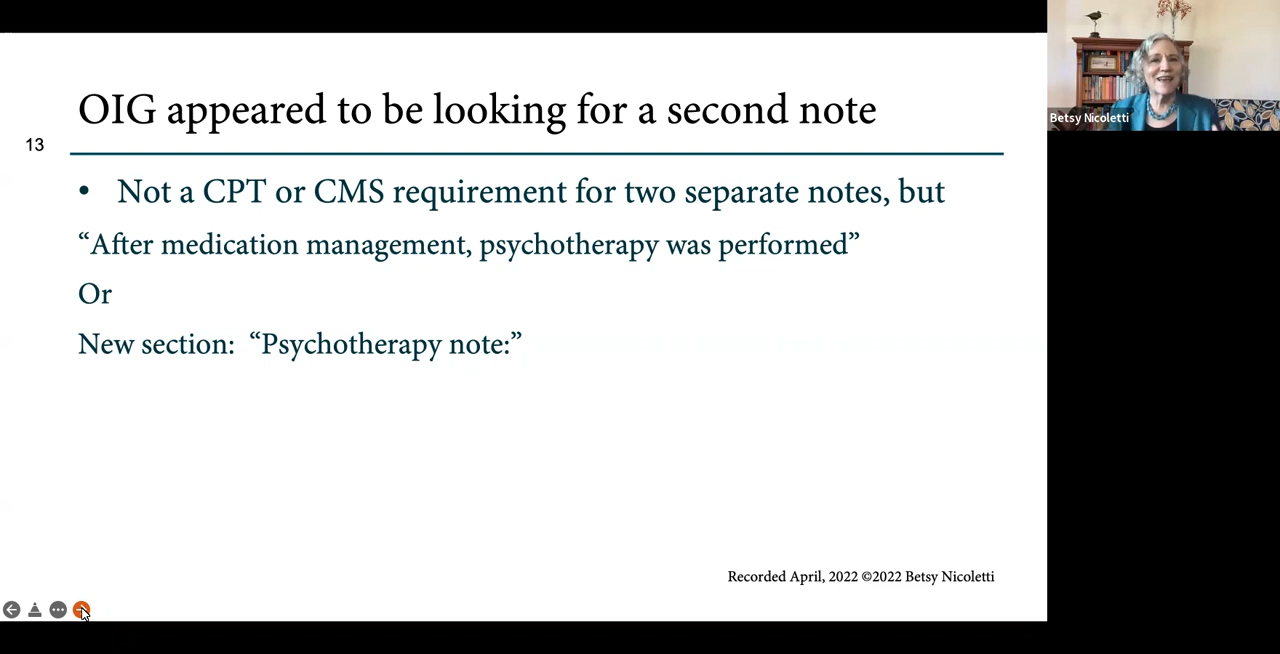 OIG appeared to be looking for a second note
13
• Not a CPT or CMS requirement for two separate notes, but
“After medication management, psychotherapy was performed”
Or
New section: “Psychotherapy note:”
Recorded April, 2022 ©2022 Betsy Nicoletti
Betsy Nicoletti